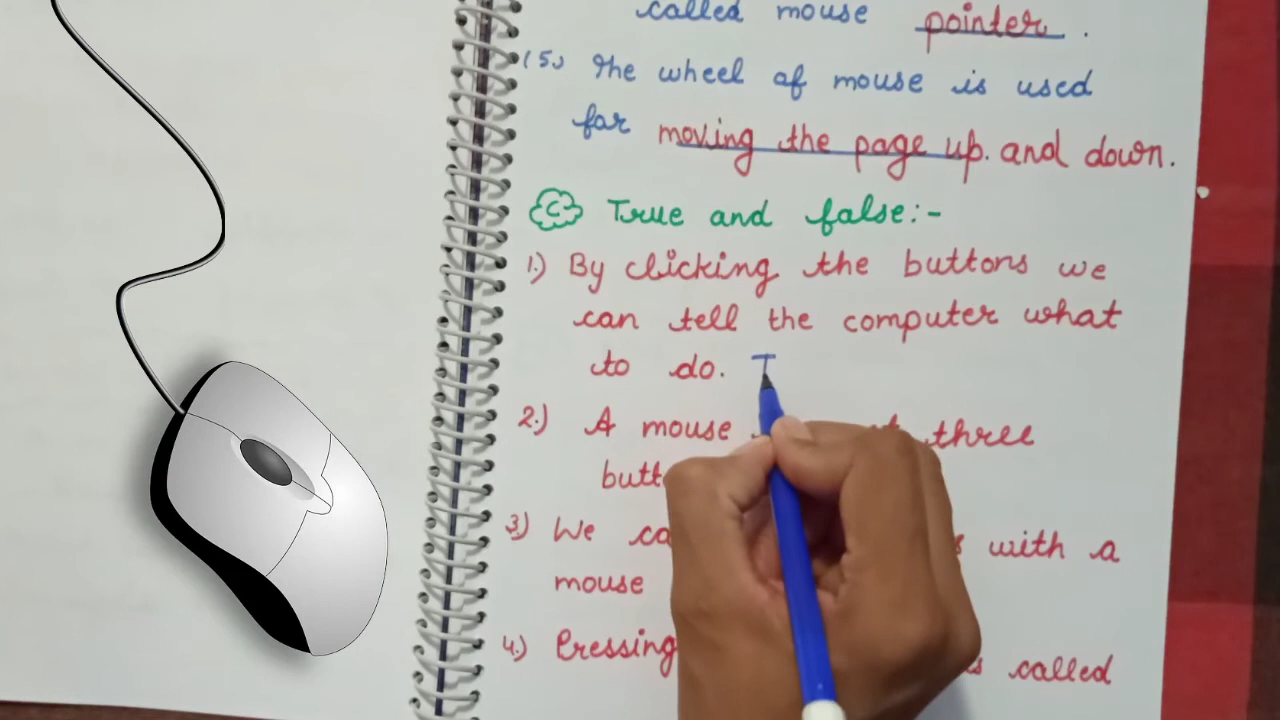 called mouse pointer.
(5.) The wheel of mouse is used
for moving the page up. and down.
C True and false:-
1.) By clicking the buttons we
can tell the computer what
to do. T
2.) A mouse three
3) We with a
mouse
4.) Pressing called